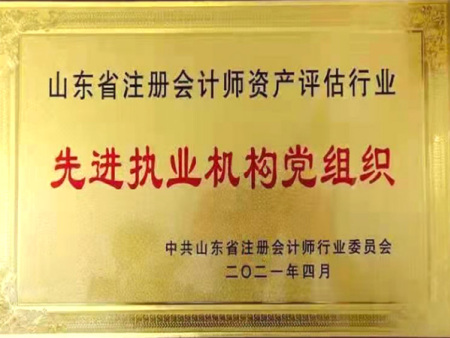 山东省注册会计师资产评估行业
先进执业机构党组织
中共山东省注册会计师行业委员会
二〇二一年四月